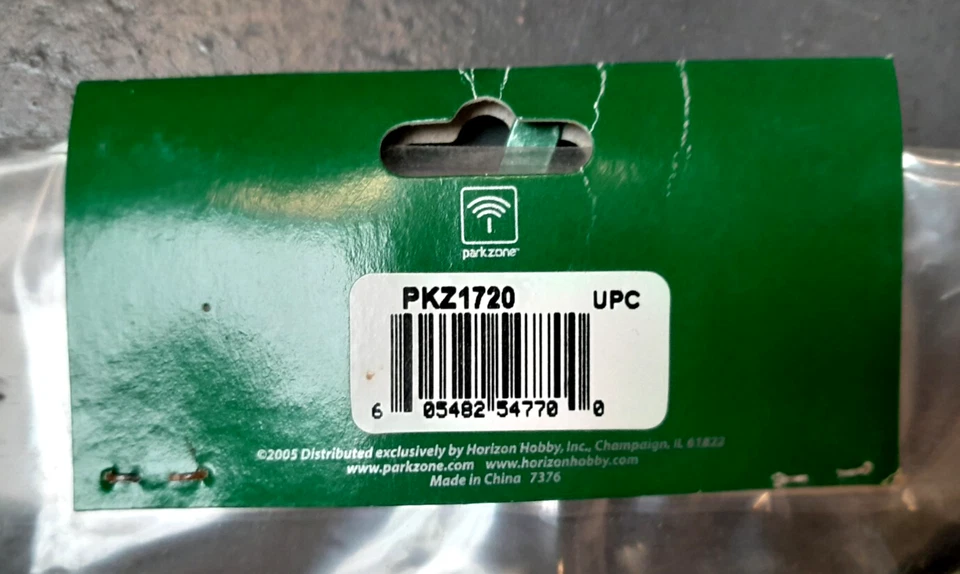 parkzone™
PKZ1720 UPC
6 05482 54770 0
©2005 Distributed exclusively by Horizon Hobby, Inc., Champaign, IL 61822
www.parkzone.com www.horizonhobby.com
Made in China 7376